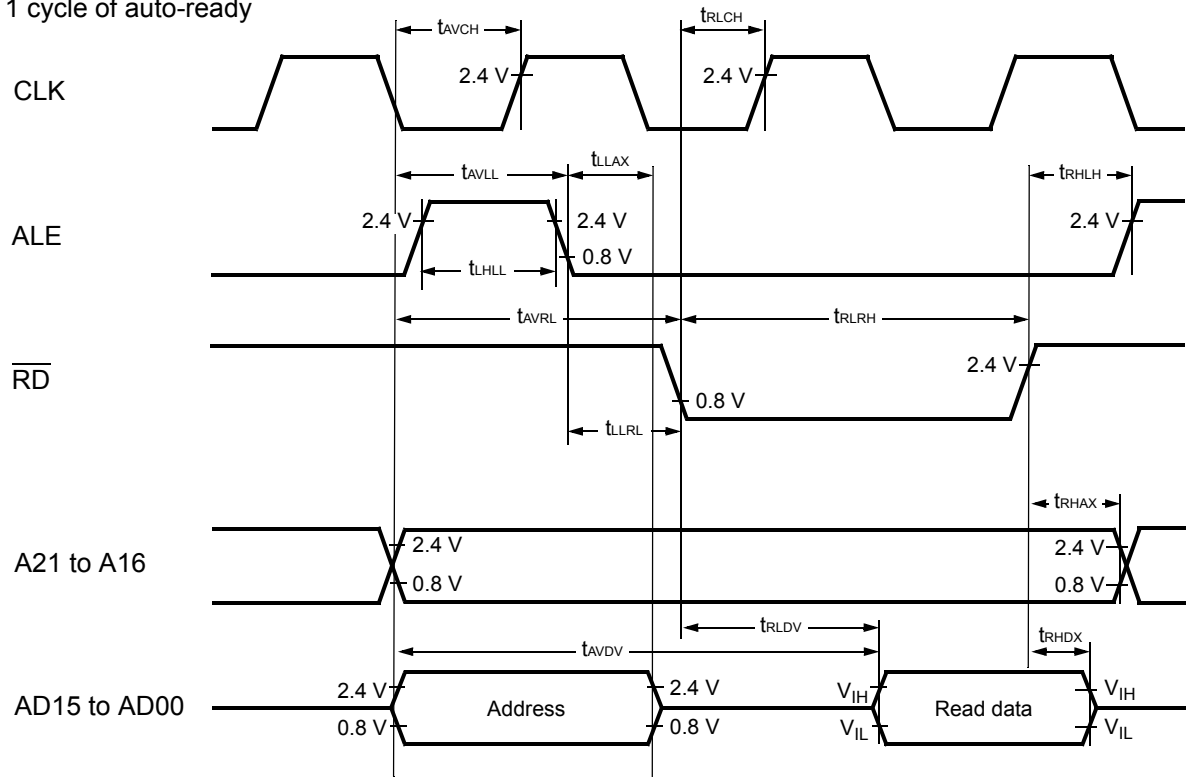 1 cycle of auto-ready
tAVCH
tRLCH
CLK
2.4 V
2.4 V
tAVLL
tLLAX
tRHLH
ALE
2.4 V
2.4 V
2.4 V
0.8 V
tLHLL
tAVRL
tRLRH
RD
2.4 V
0.8 V
tLLRL
tRHAX
A21 to A16
2.4 V
2.4 V
0.8 V
0.8 V
tRLDV
tRHDX
tAVDV
AD15 to AD00
2.4 V
2.4 V
VIH
VIH
Address
Read data
0.8 V
0.8 V
VIL
VIL